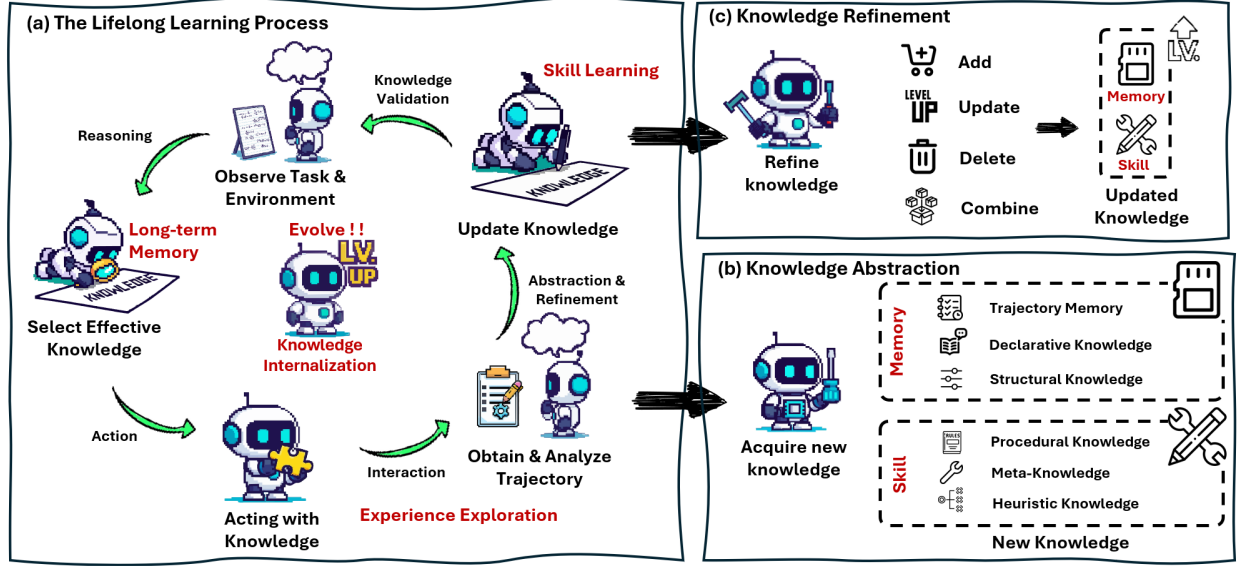 (a) The Lifelong Learning Process
Knowledge
Validation
Skill Learning
Reasoning
Observe Task &
Environment
KNOWLEDGE
Update Knowledge
Long-term
Memory
Evolve ! !
LV.
UP
KNOWLEDGE
Select Effective
Knowledge
Knowledge
Internalization
Abstraction &
Refinement
Action
Acting with
Knowledge
Interaction
Obtain & Analyze
Trajectory
Experience Exploration
(c) Knowledge Refinement
Refine
knowledge
Add
LEVEL
UP
Update
Delete
Combine
LV.
Memory
Skill
Updated
Knowledge
(b) Knowledge Abstraction
Acquire new
knowledge
Memory
Trajectory Memory
Declarative Knowledge
Structural Knowledge
Skill
RULES
Procedural Knowledge
Meta-Knowledge
Heuristic Knowledge
New Knowledge